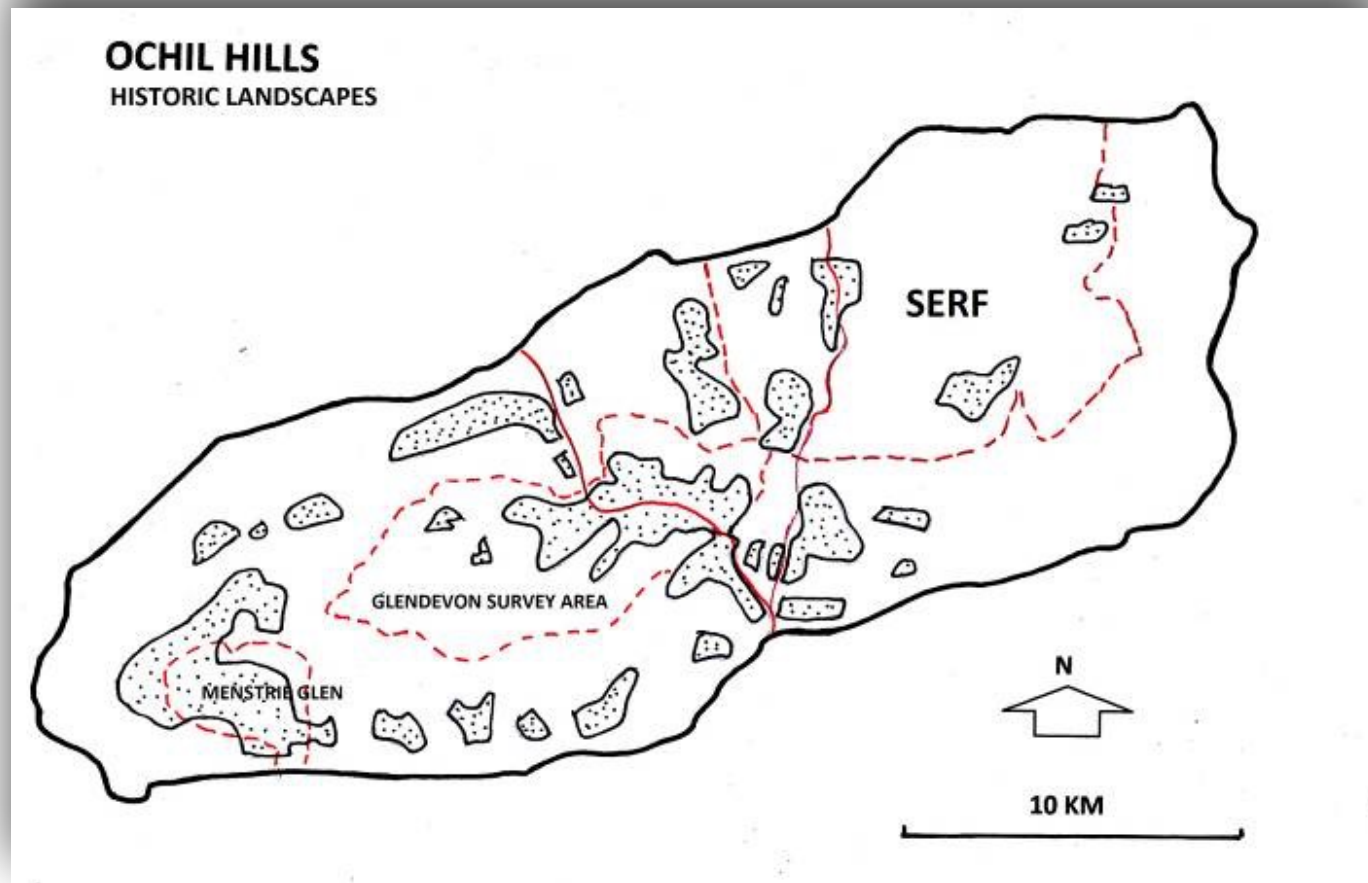 OCHIL HILLS
HISTORIC LANDSCAPES
SERF
GLENDEVON SURVEY AREA
MENSTRIE GLEN
N
10 KM